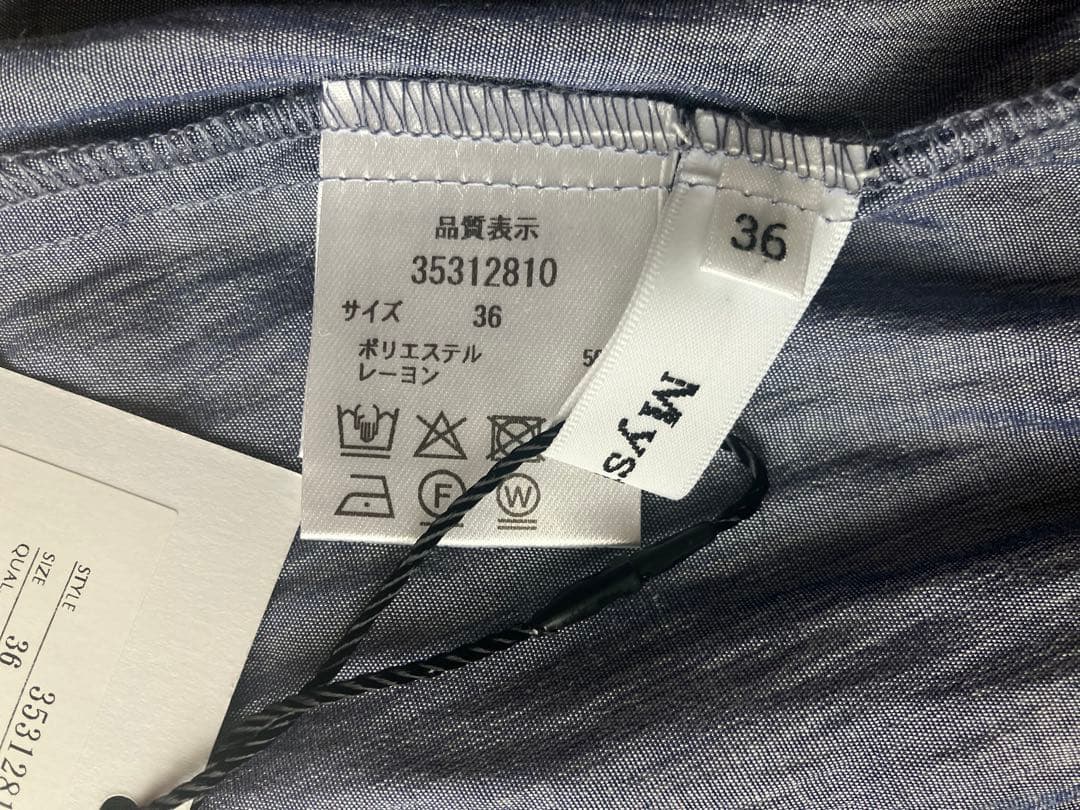 品質表示
35312810
サイズ 36
ポリエステル
レーヨン
F
W
36
Mys
STYLE
SIZE 36
QUAL